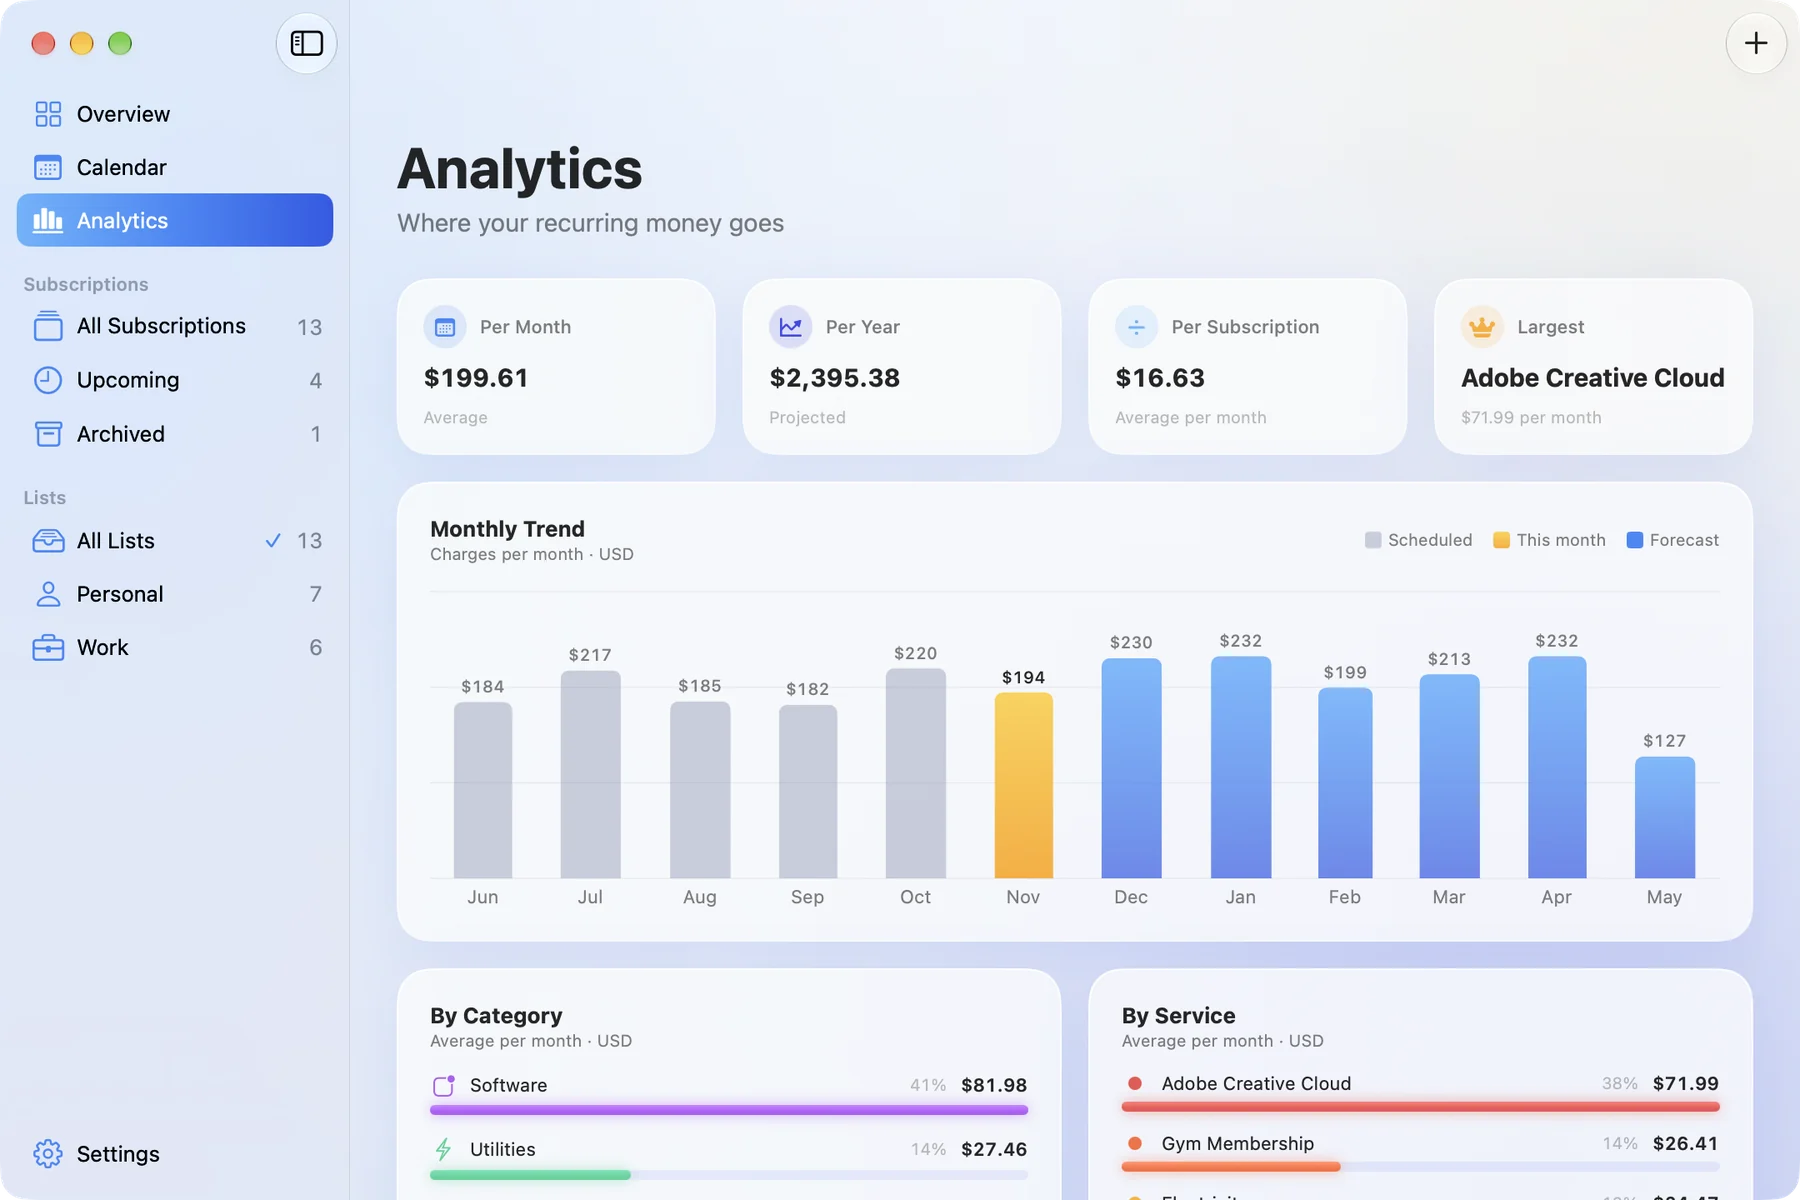 Overview
Calendar
Analytics
Subscriptions
All Subscriptions 13
Upcoming 4
Archived 1
Lists
All Lists 13
Personal 7
Work 6
Settings
Analytics
Where your recurring money goes
Per Month
$199.61
Average
Per Year
$2,395.38
Projected
Per Subscription
$16.63
Average per month
Largest
Adobe Creative Cloud
$71.99 per month
Monthly Trend
Charges per month · USD
Scheduled This month Forecast
$184 $217 $185 $182 $220 $194 $230 $232 $199 $213 $232 $127
Jun Jul Aug Sep Oct Nov Dec Jan Feb Mar Apr May
By Category
Average per month · USD
Software 41% $81.98
Utilities 14% $27.46
By Service
Average per month · USD
Adobe Creative Cloud 38% $71.99
Gym Membership 14% $26.41